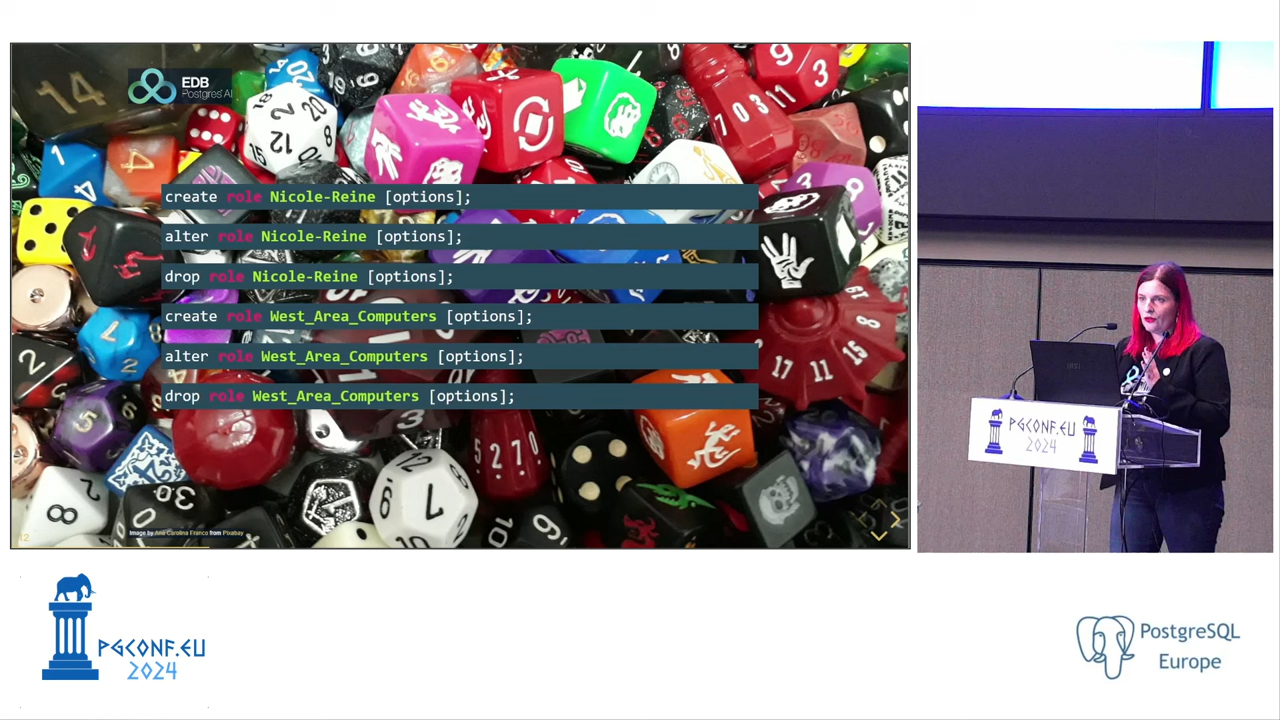 EDB
Postgres AI
create role Nicole-Reine [options];
alter role Nicole-Reine [options];
drop role Nicole-Reine [options];
create role West_Area_Computers [options];
alter role West_Area_Computers [options];
drop role West_Area_Computers [options];
Image by Ana Carolina Franco from Pixabay
12
PGCONF.EU
2024
PGCONF.EU
2024
PostgreSQL
Europe